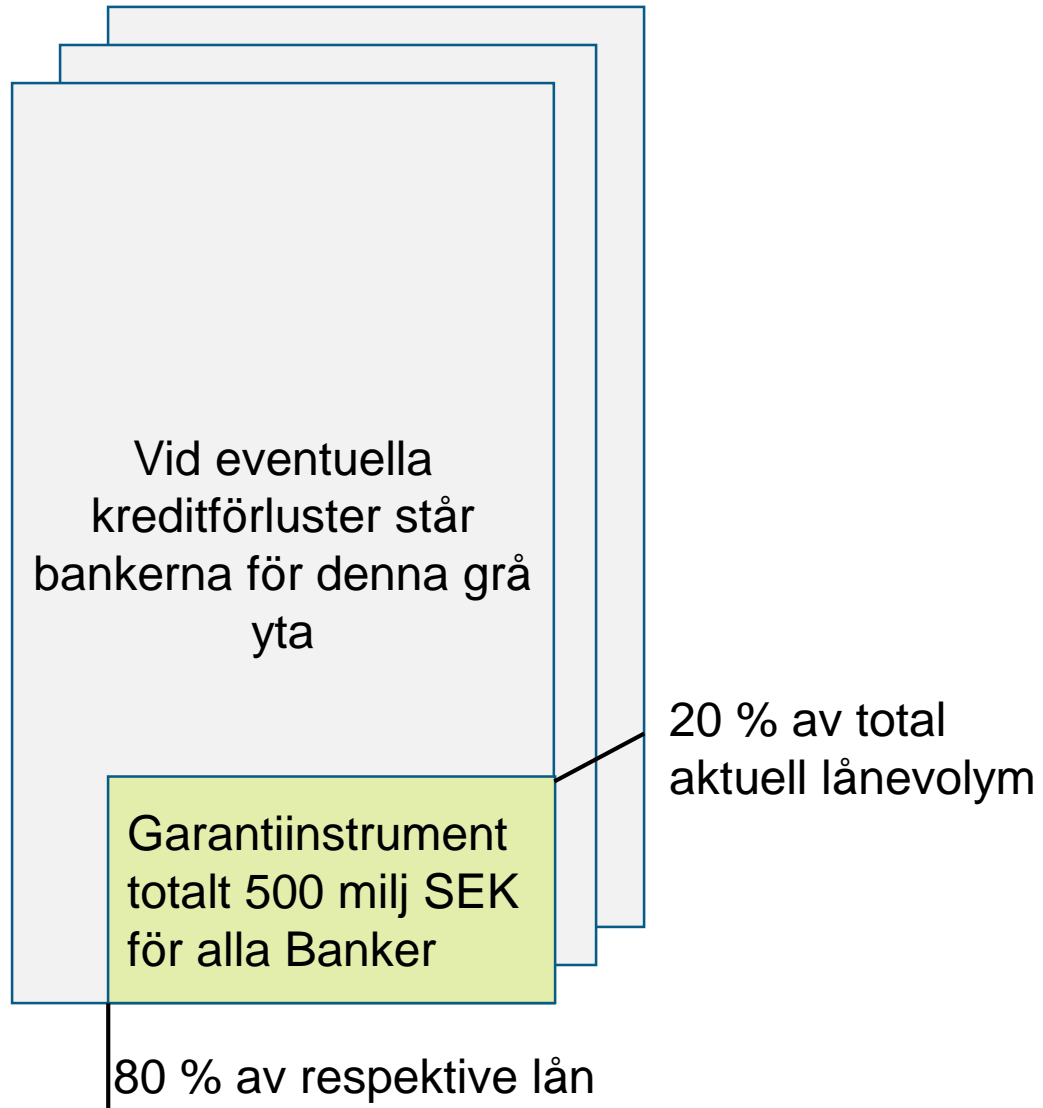 Vid eventuella
kreditförluster står
bankerna för denna grå
yta
20 % av total
aktuell lånevolym
Garantiinstrument
totalt 500 milj SEK
för alla Banker
80 % av respektive lån